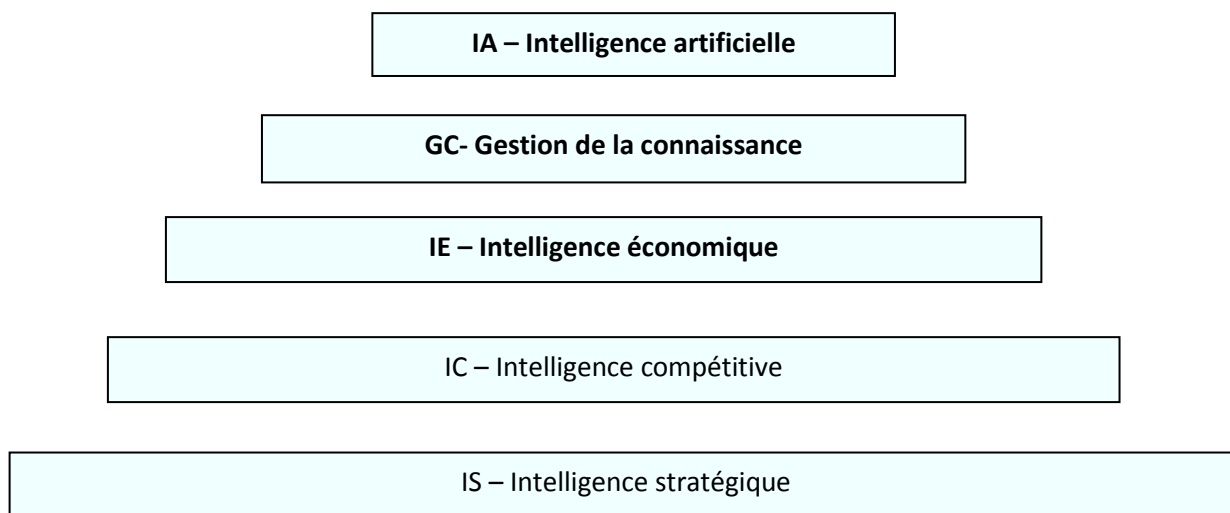 IA – Intelligence artificielle
GC- Gestion de la connaissance
IE – Intelligence économique
IC – Intelligence compétitive
IS – Intelligence stratégique